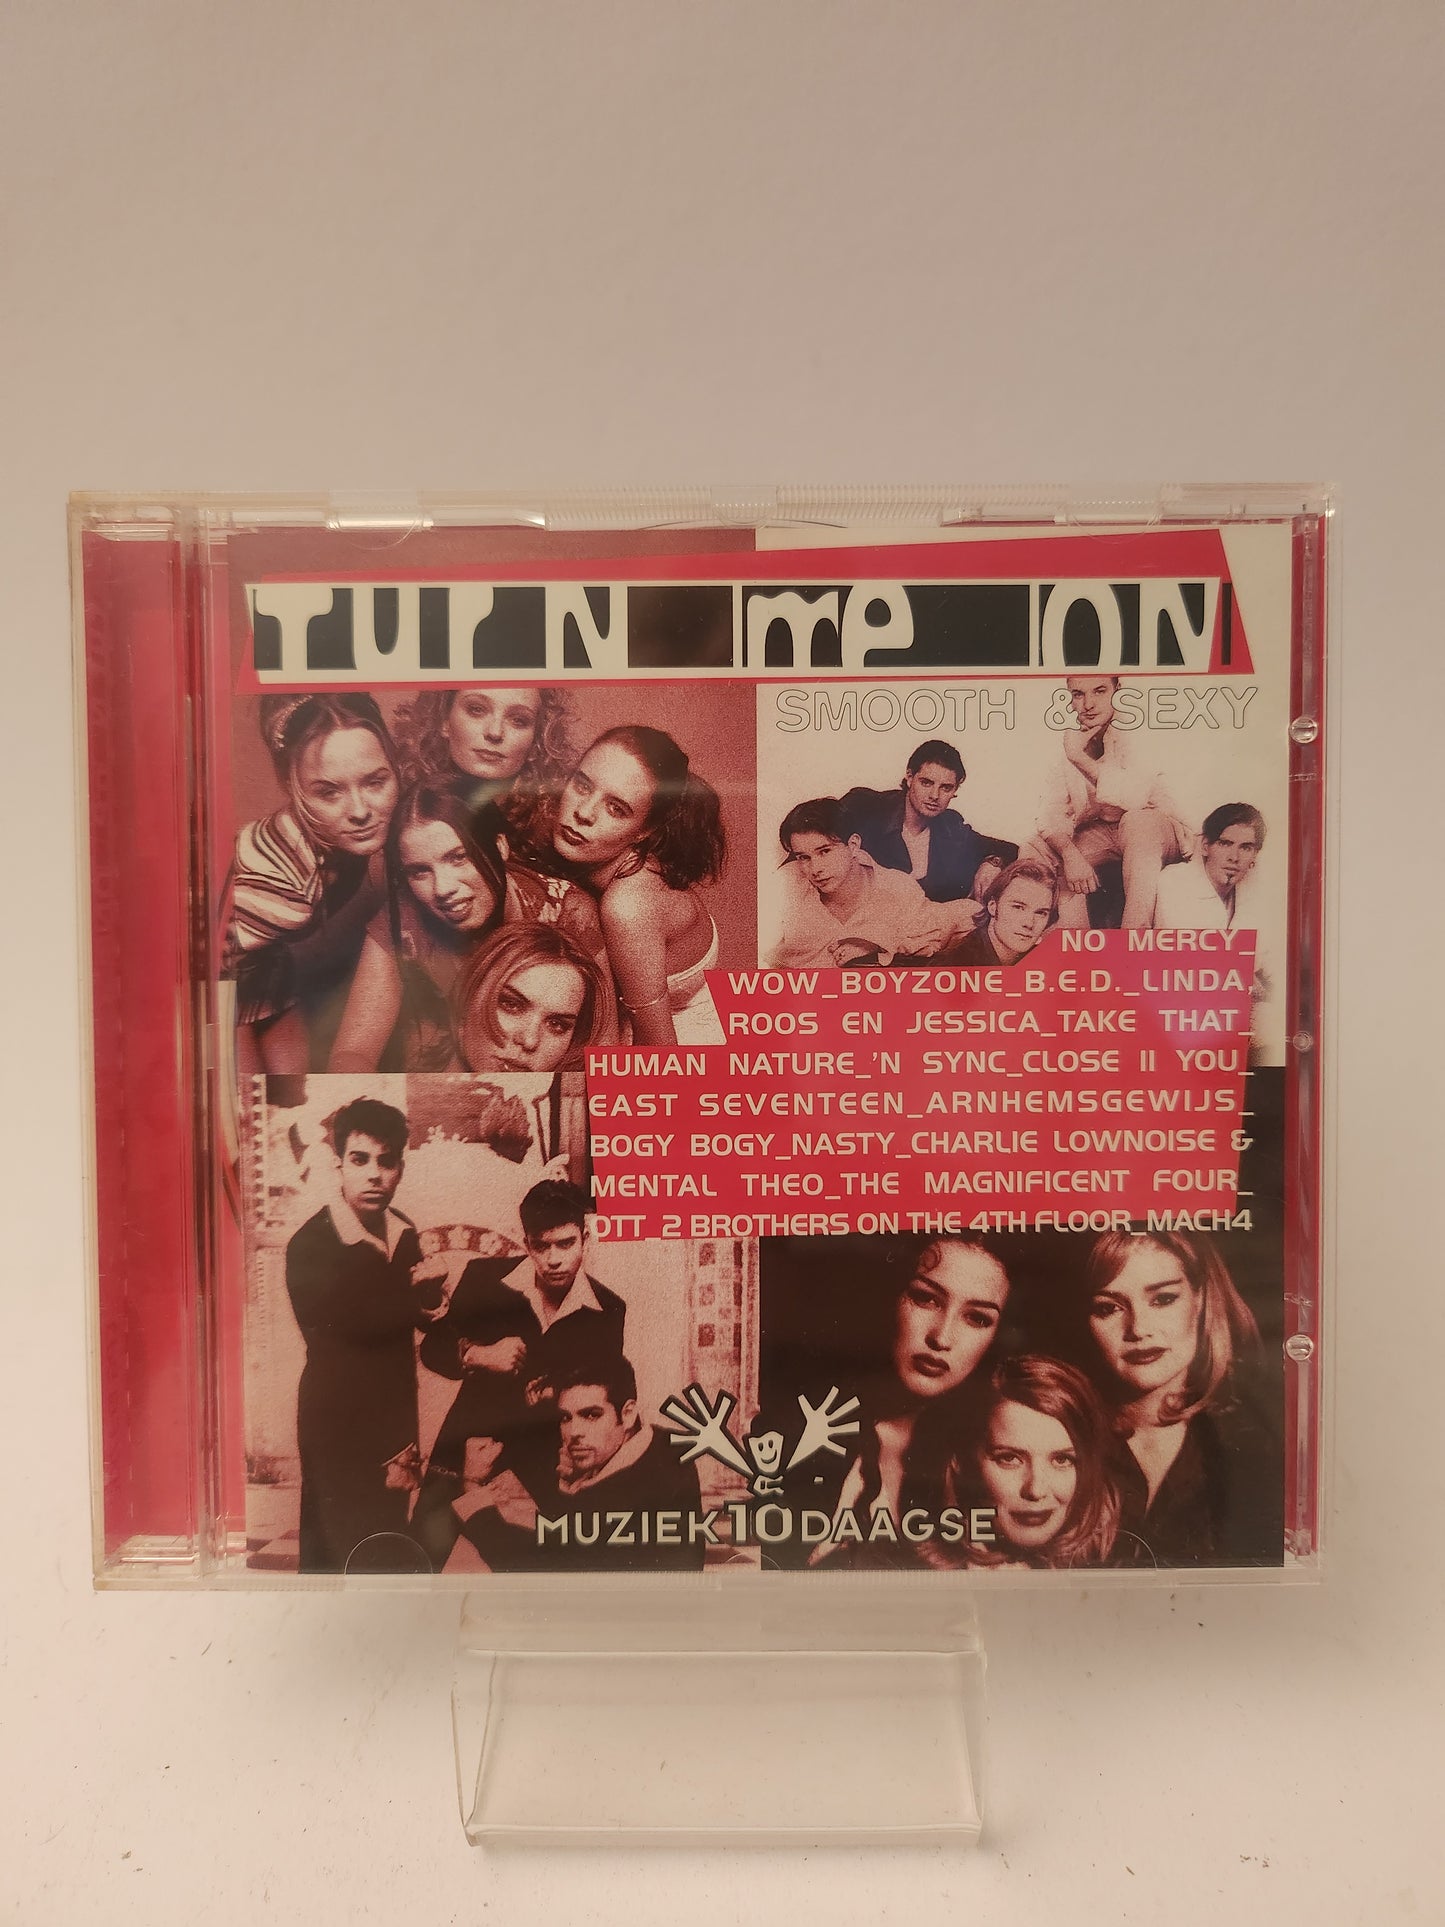 TURN me ON
SMOOTH & SEXY
NO MERCY_
WOW_BOYZONE_B.E.D._LINDA,
ROOS EN JESSICA_TAKE THAT_
HUMAN NATURE_'N SYNC_CLOSE II YOU_
EAST SEVENTEEN_ARNHEMSGEWIJS_
BOGY BOGY_NASTY_CHARLIE LOWNOISE &
MENTAL THEO_THE MAGNIFICENT FOUR_
OTT_2 BROTHERS ON THE 4TH FLOOR_MACH4
MUZIEK10DAAGSE